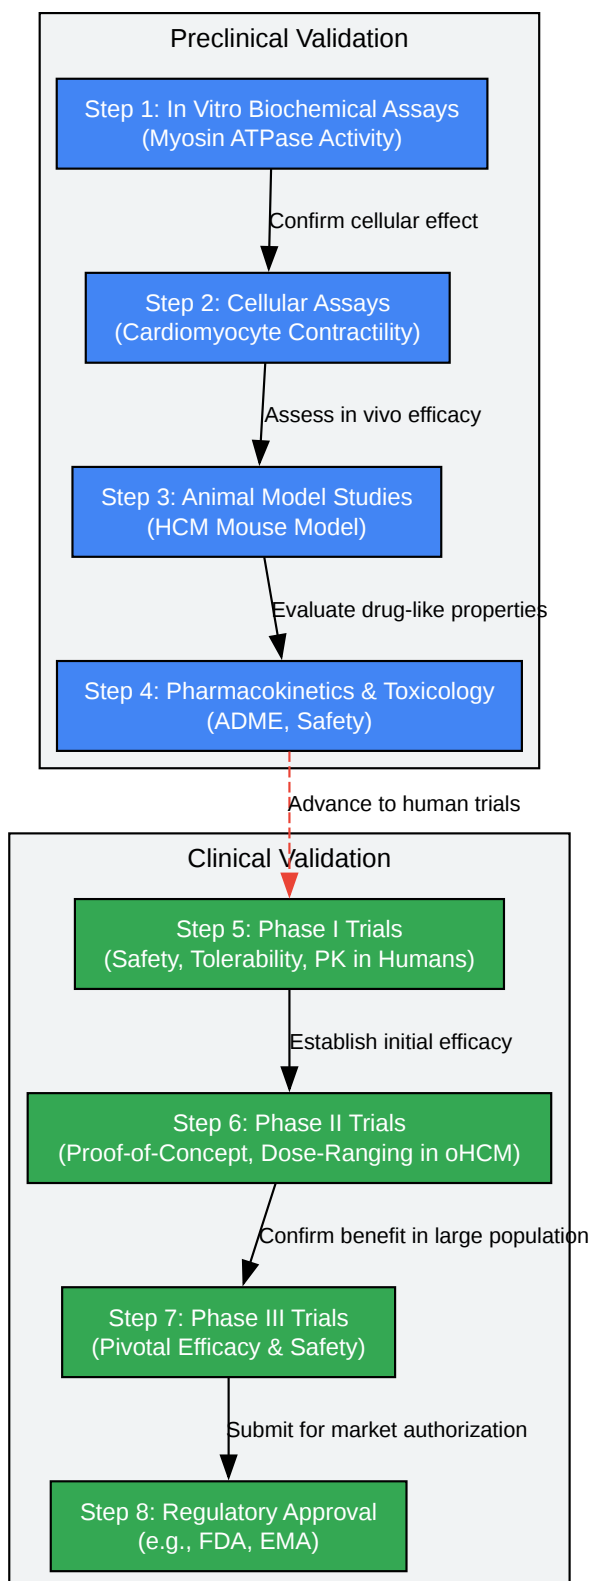 Preclinical Validation
Step 1: In Vitro Biochemical Assays
(Myosin ATPase Activity)
Confirm cellular effect
Step 2: Cellular Assays
(Cardiomyocyte Contractility)
Assess in vivo efficacy
Step 3: Animal Model Studies
(HCM Mouse Model)
Evaluate drug-like properties
Step 4: Pharmacokinetics & Toxicology
(ADME, Safety)
Advance to human trials
Clinical Validation
Step 5: Phase I Trials
(Safety, Tolerability, PK in Humans)
Establish initial efficacy
Step 6: Phase II Trials
(Proof-of-Concept, Dose-Ranging in oHCM)
Confirm benefit in large population
Step 7: Phase III Trials
(Pivotal Efficacy & Safety)
Submit for market authorization
Step 8: Regulatory Approval
(e.g., FDA, EMA)